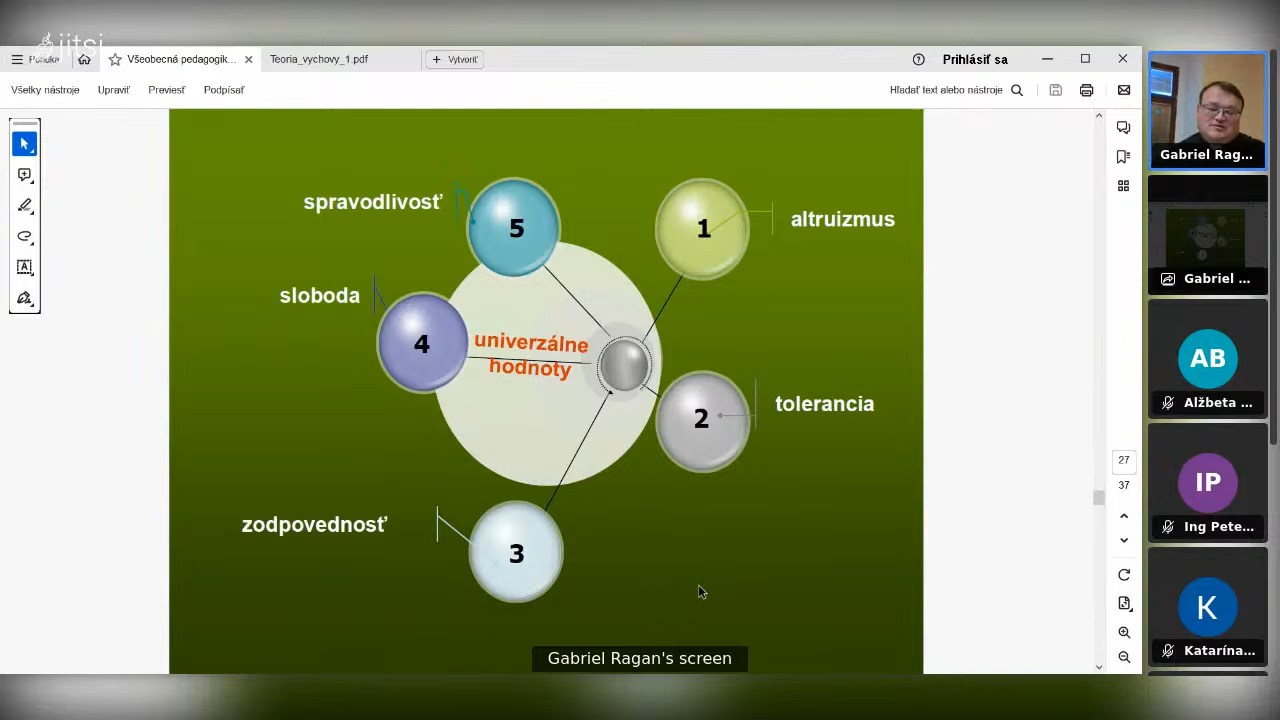 jitsi
Ponuka
Všeobecná pedagogik...
Teoria_vychovy_1.pdf
Vytvoriť
Prihlásiť sa
Všetky nástroje
Upraviť
Previesť
Podpísať
Hľadať text alebo nástroje
spravodlivosť
5
1
altruizmus
sloboda
4
univerzálne
hodnoty
2
tolerancia
zodpovednosť
3
27
37
Gabriel Ragan's screen
Gabriel Rag...
Gabriel ...
AB
Alžbeta ...
IP
Ing Pete...
K
Katarína...